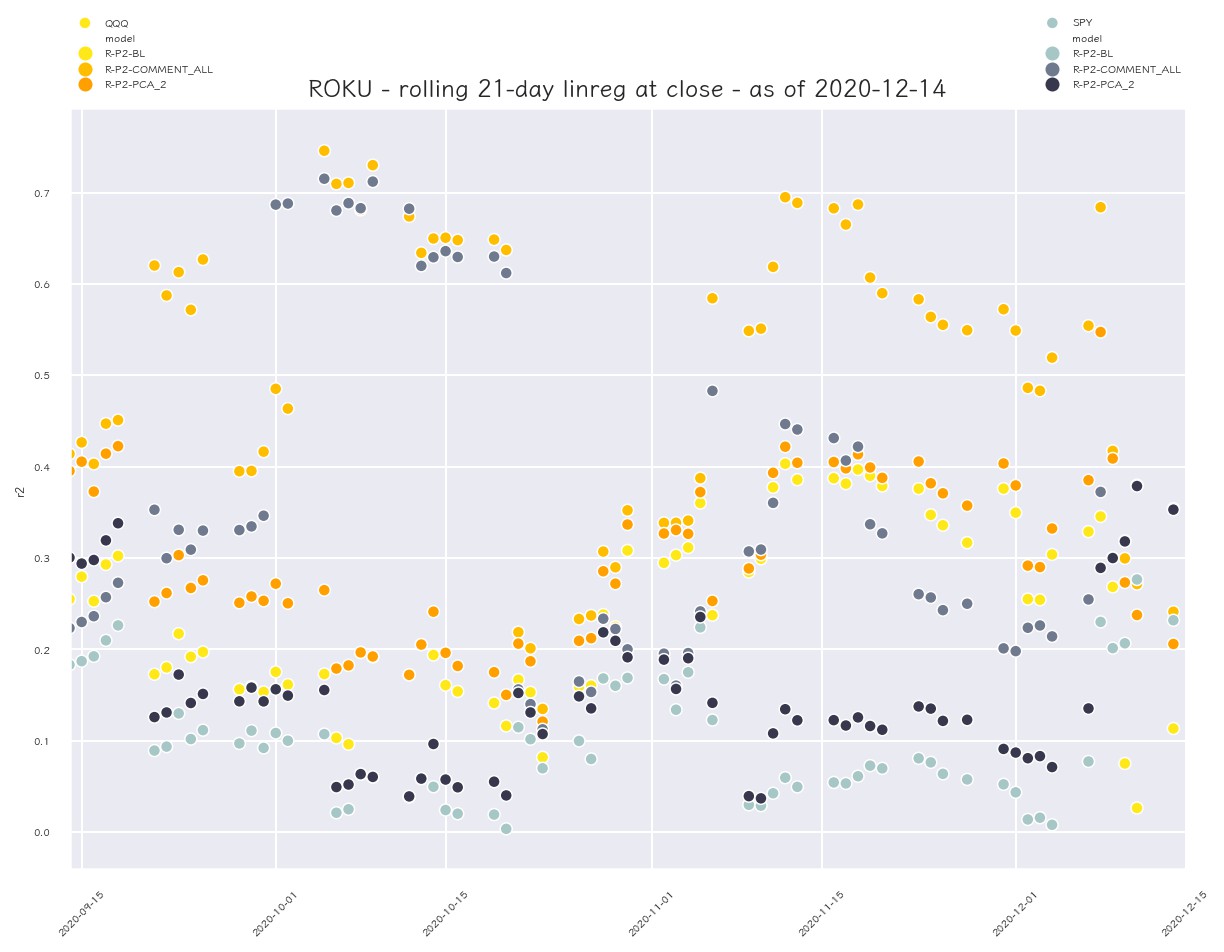 QQQ
model
R-P2-BL
R-P2-COMMENT_ALL
R-P2-PCA_2
SPY
model
R-P2-BL
R-P2-COMMENT_ALL
R-P2-PCA_2
ROKU - rolling 21-day linreg at close - as of 2020-12-14
0.7
0.6
0.5
0.4
0.3
0.2
0.1
0.0
r2
2020-09-15
2020-10-01
2020-10-15
2020-11-01
2020-11-15
2020-12-01
2020-12-15